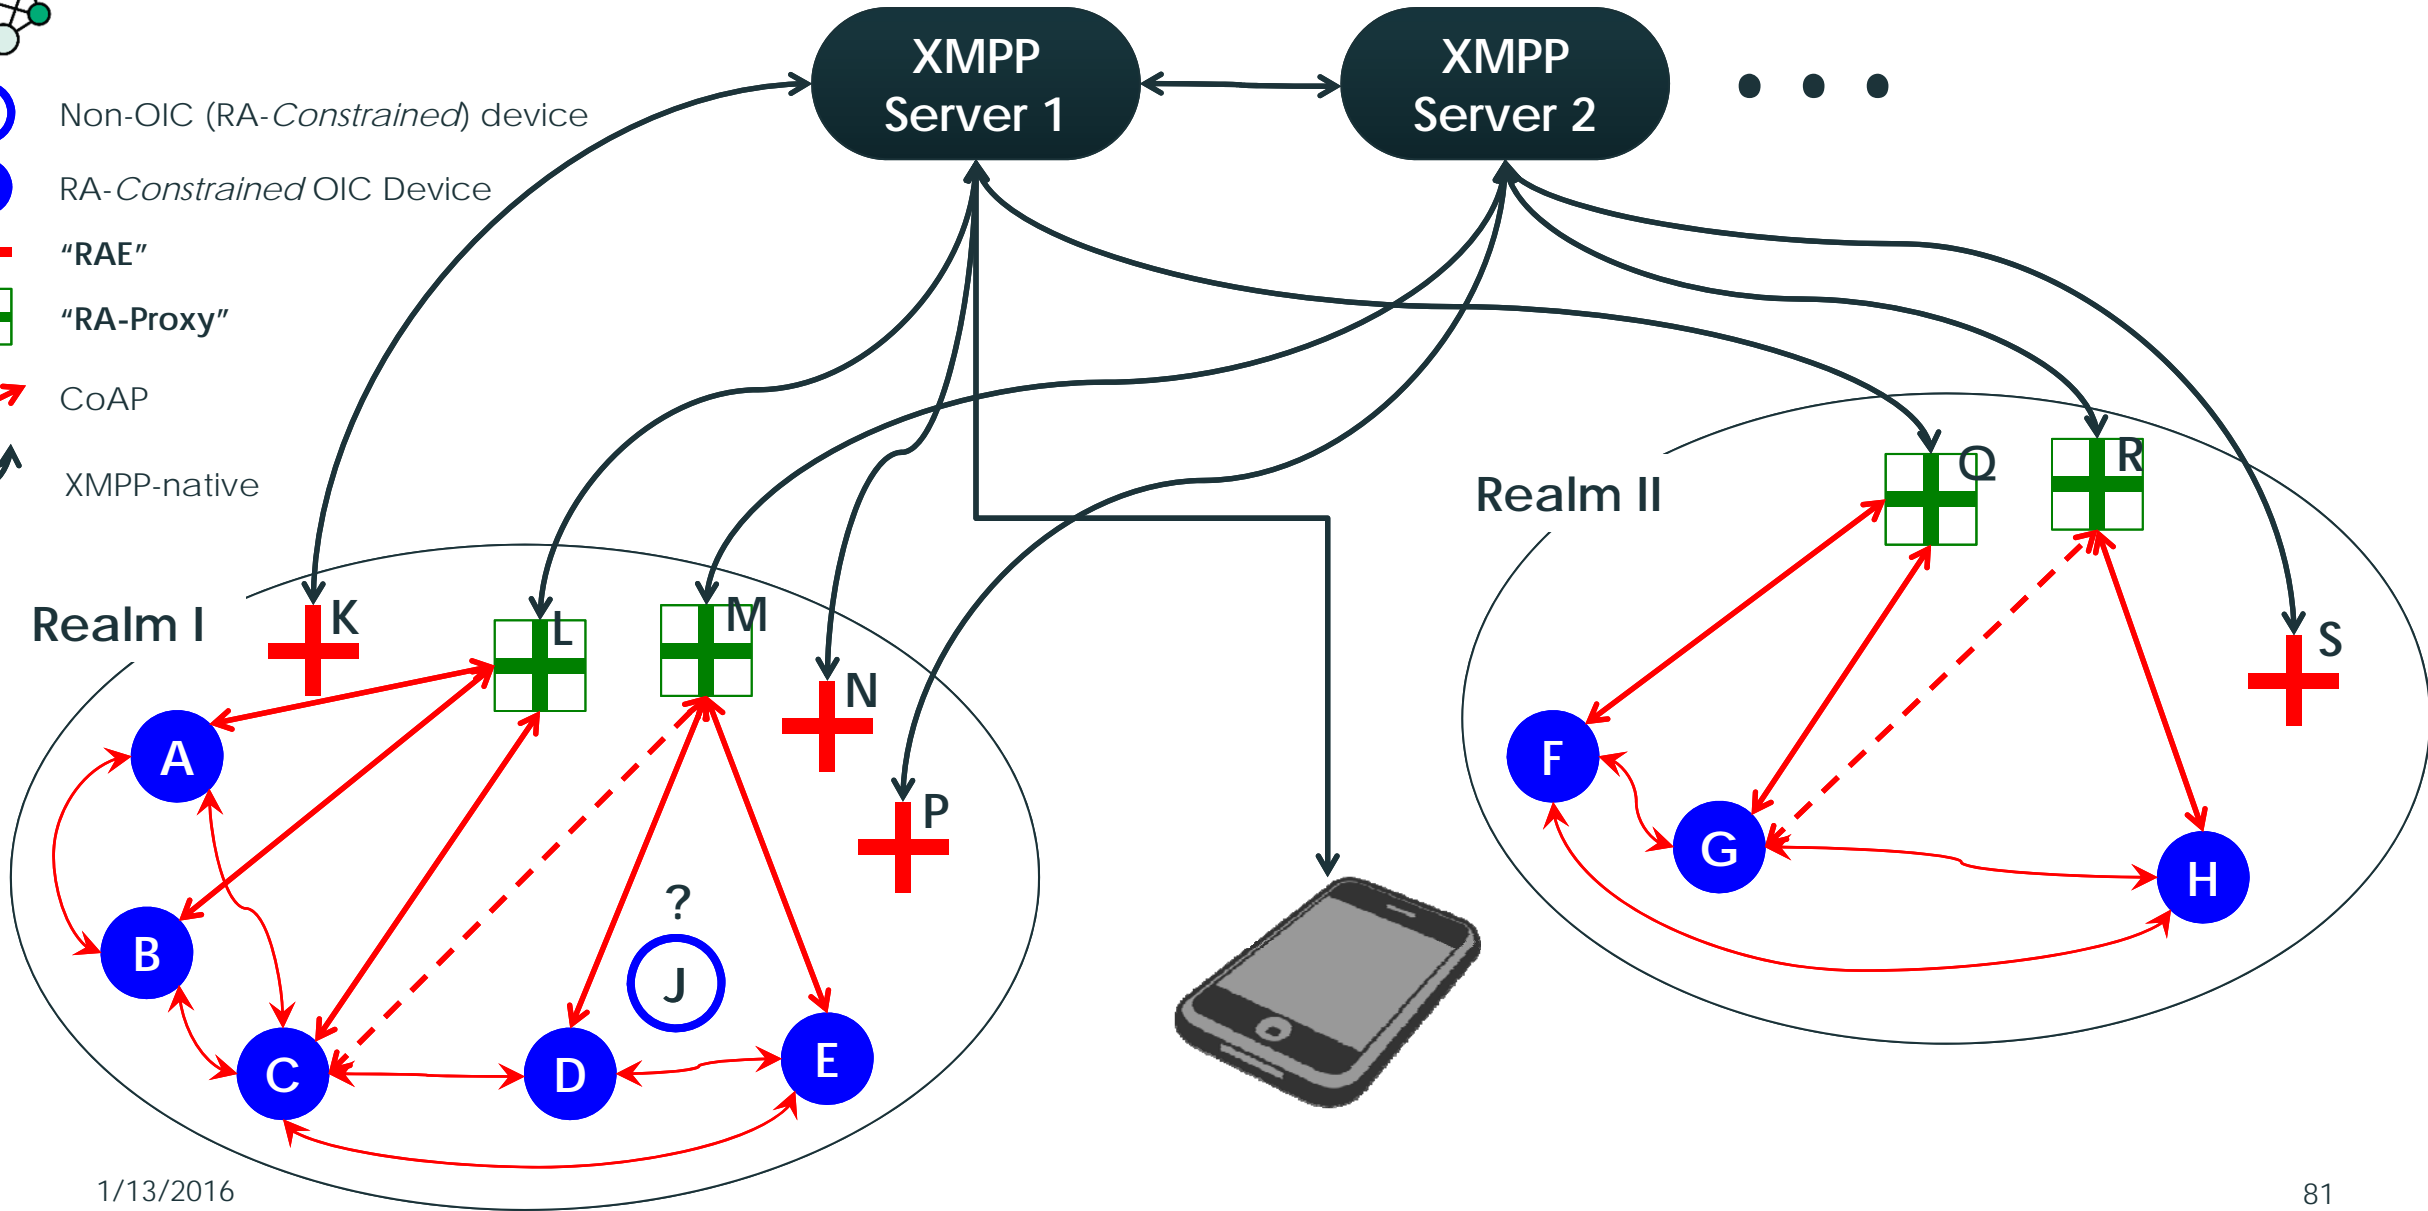 XMPP
Server 1
XMPP
Server 2
Non-OIC (RA-Constrained) device
RA-Constrained OIC Device
“RAE”
“RA-Proxy”
CoAP
XMPP-native
Realm I
K
L
M
N
P
A
B
C
D
E
?
J
Realm II
Q
R
S
F
G
H
1/13/2016
81